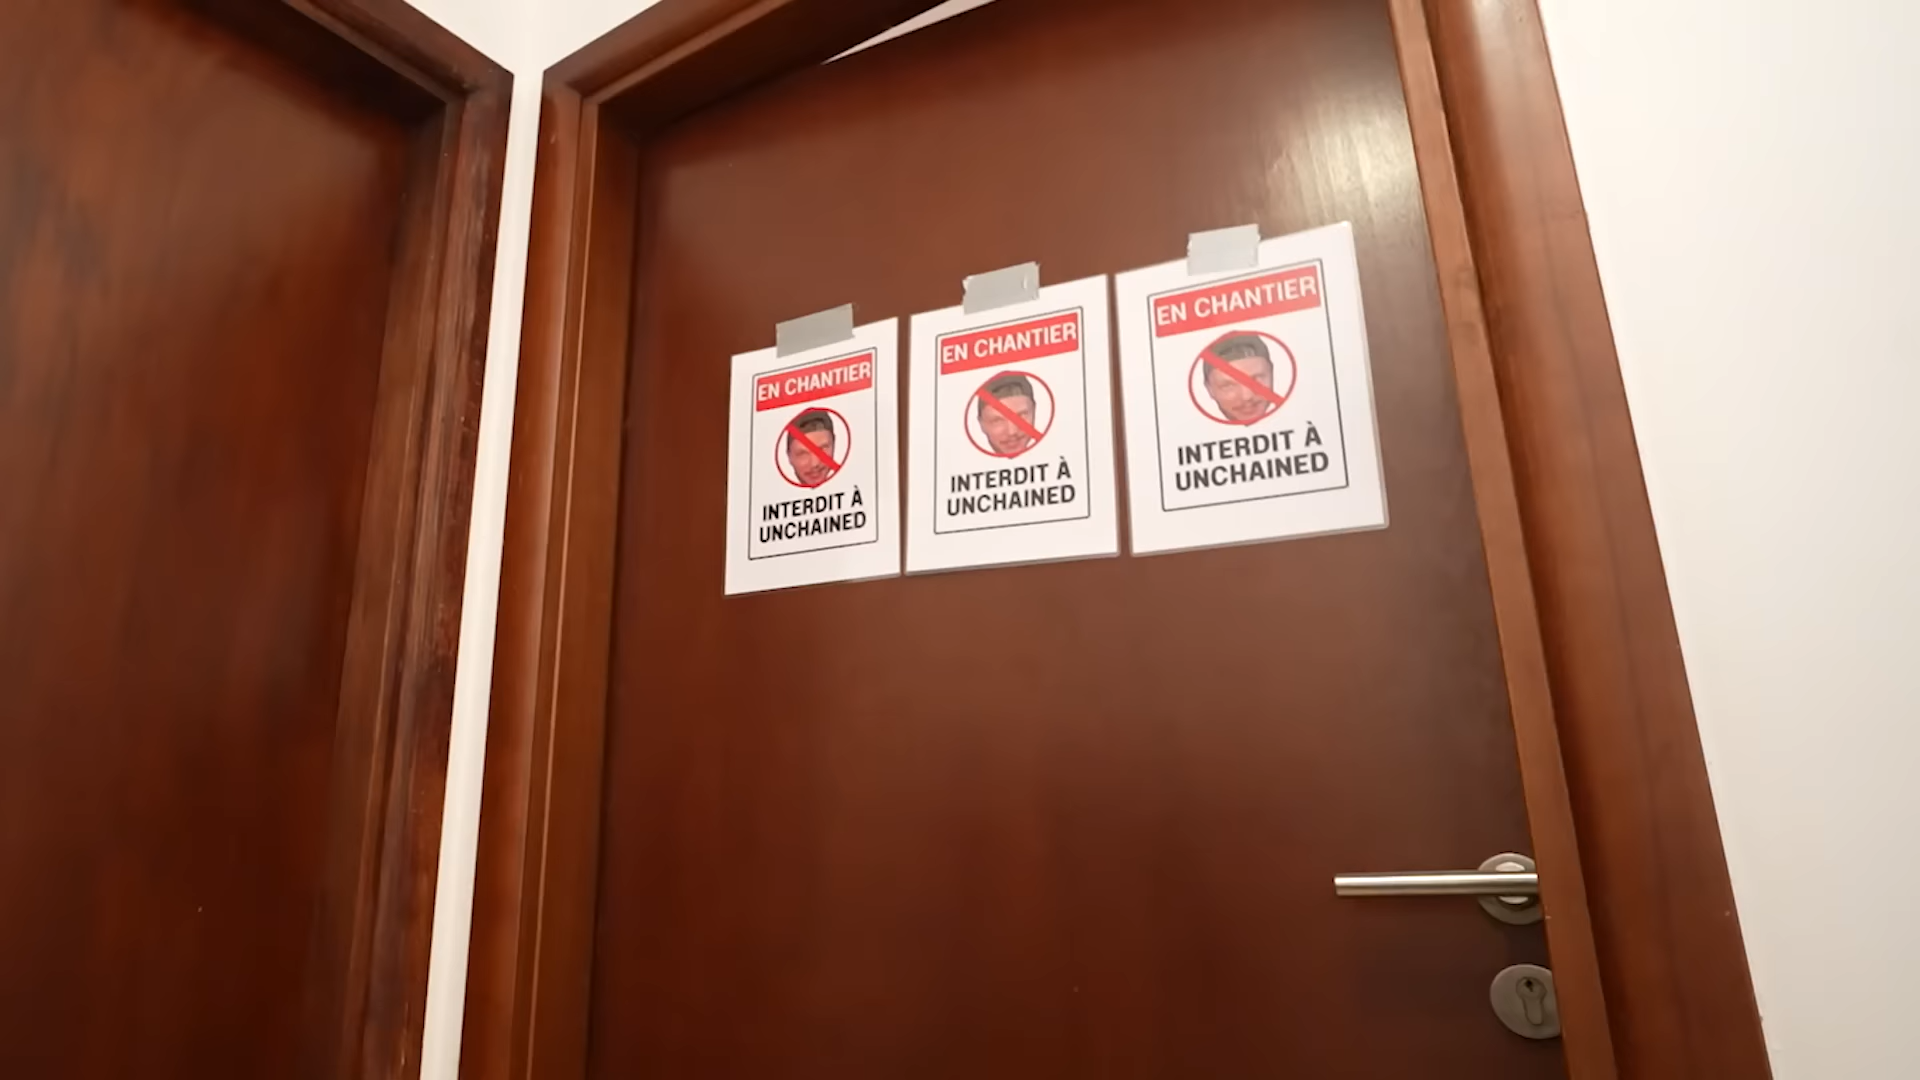 EN CHANTIER
INTERDIT À
UNCHAINED
EN CHANTIER
INTERDIT À
UNCHAINED
EN CHANTIER
INTERDIT À
UNCHAINED